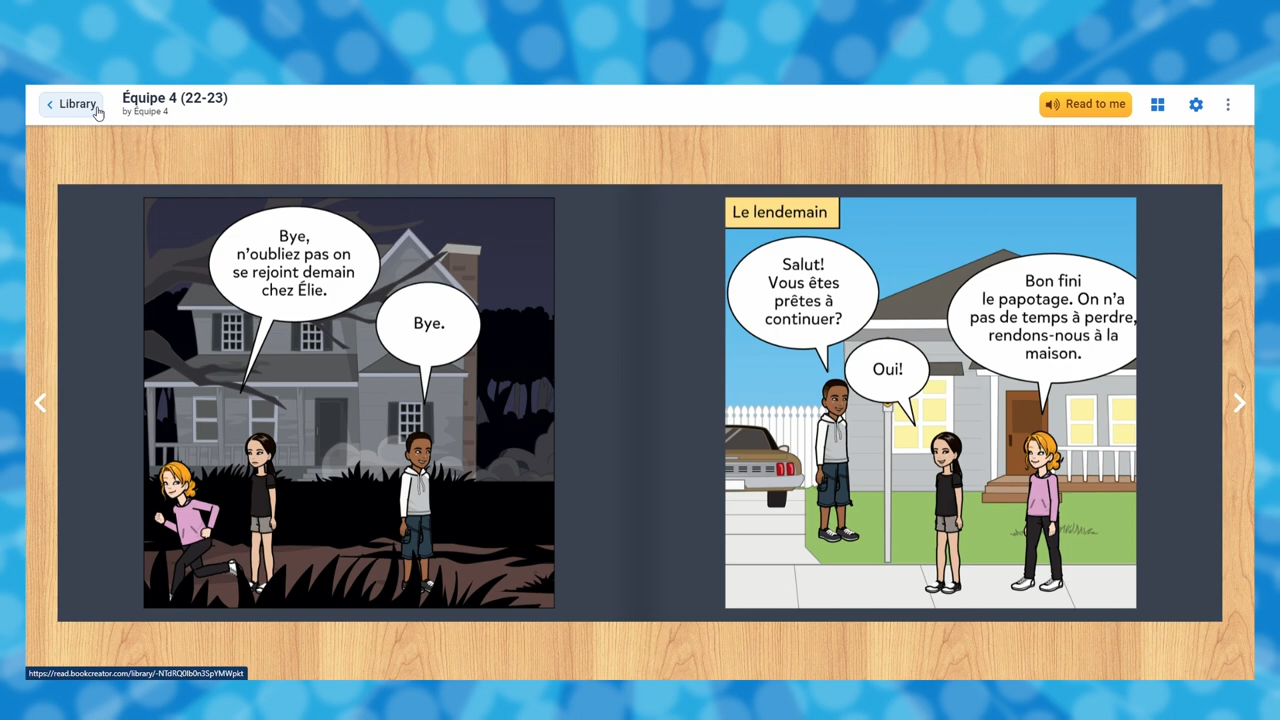 Library
Équipe 4 (22-23)
by Équipe 4
Read to me
Bye,
n'oubliez pas on
se rejoint demain
chez Élie.
Bye.
Le lendemain
Salut!
Vous êtes
prêtes à
continuer?
Oui!
Bon fini
le papotage. On n'a
pas de temps à perdre,
rendons-nous à la
maison.
https://read.bookcreator.com/library/-NTdRQ0lb0n3SpYMWpkt